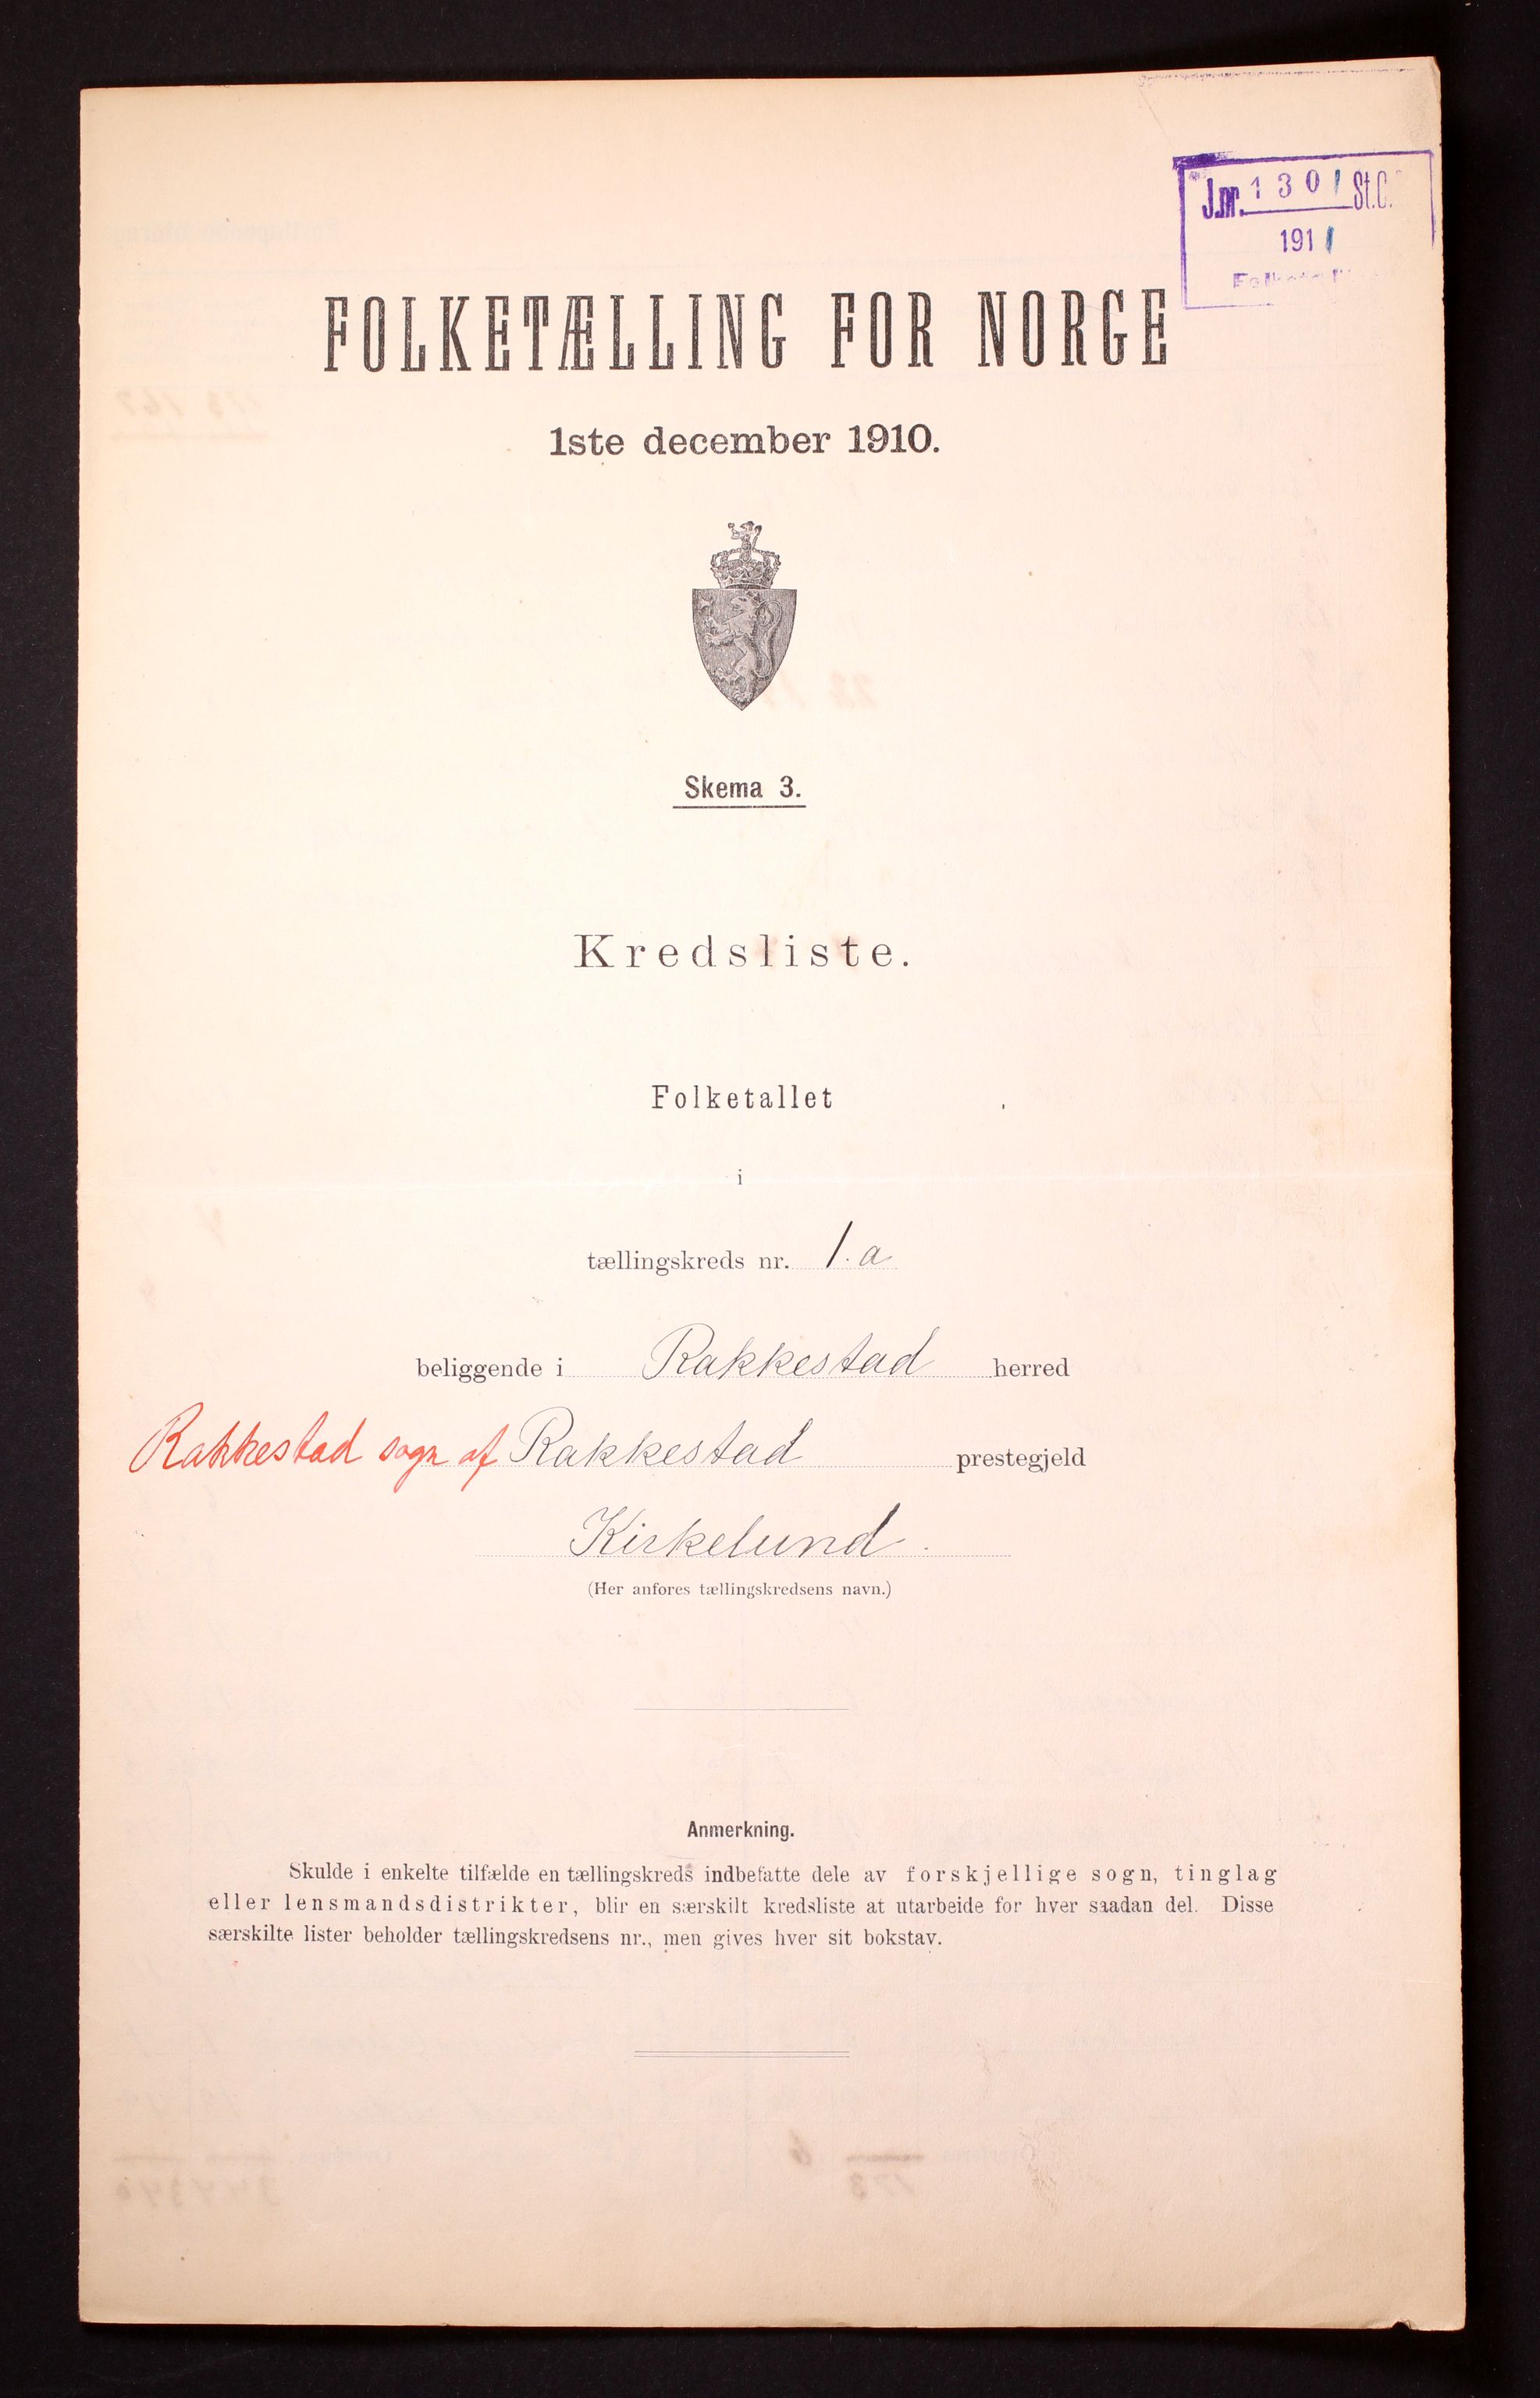 J.nr. 1301 St.C.
1911
FOLKETÆLLING FOR NORGE
1ste december 1910.
Skema 3.
Kredsliste.
Folketallet
i
tællingskreds nr. 1.a
beliggende i Rakkestad herred
Rakkestad sogn af Rakkestad prestegjeld
Kirkelund.
(Her anføres tællingskredsens navn.)
Anmerkning.
Skulde i enkelte tilfælde en tællingskreds indbefatte dele av forskjellige sogn, tinglag
eller lensmandsdistrikter, blir en særskilt kredsliste at utarbeide for hver saadan del. Disse
særskilte lister beholder tællingskredsens nr., men gives hver sit bokstav.